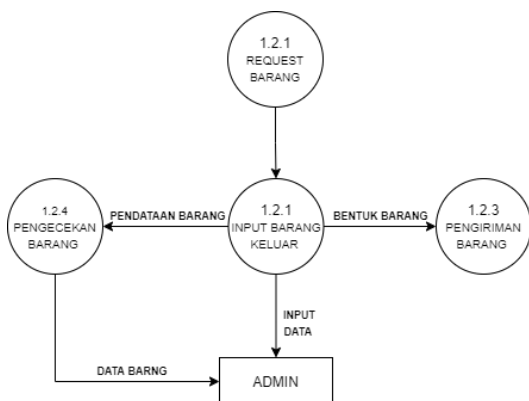 1.2.1
REQUEST
BARANG
1.2.4
PENGECEKAN
BARANG
PENDATAAN BARANG
1.2.1
INPUT BARANG
KELUAR
BENTUK BARANG
1.2.3
PENGIRIMAN
BARANG
INPUT
DATA
DATA BARNG
ADMIN